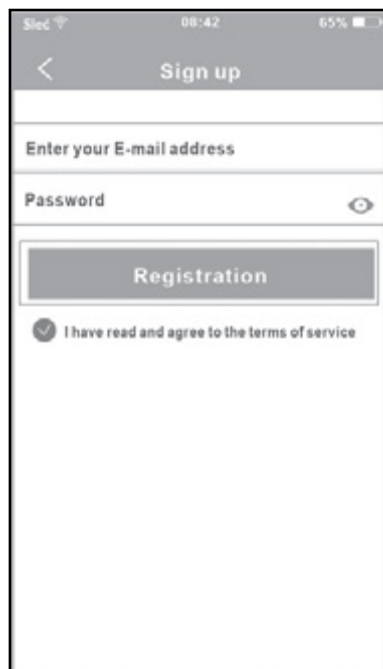 Sieć 08:42 65%
Sign up
Enter your E-mail address
Password
Registration
I have read and agree to the terms of service